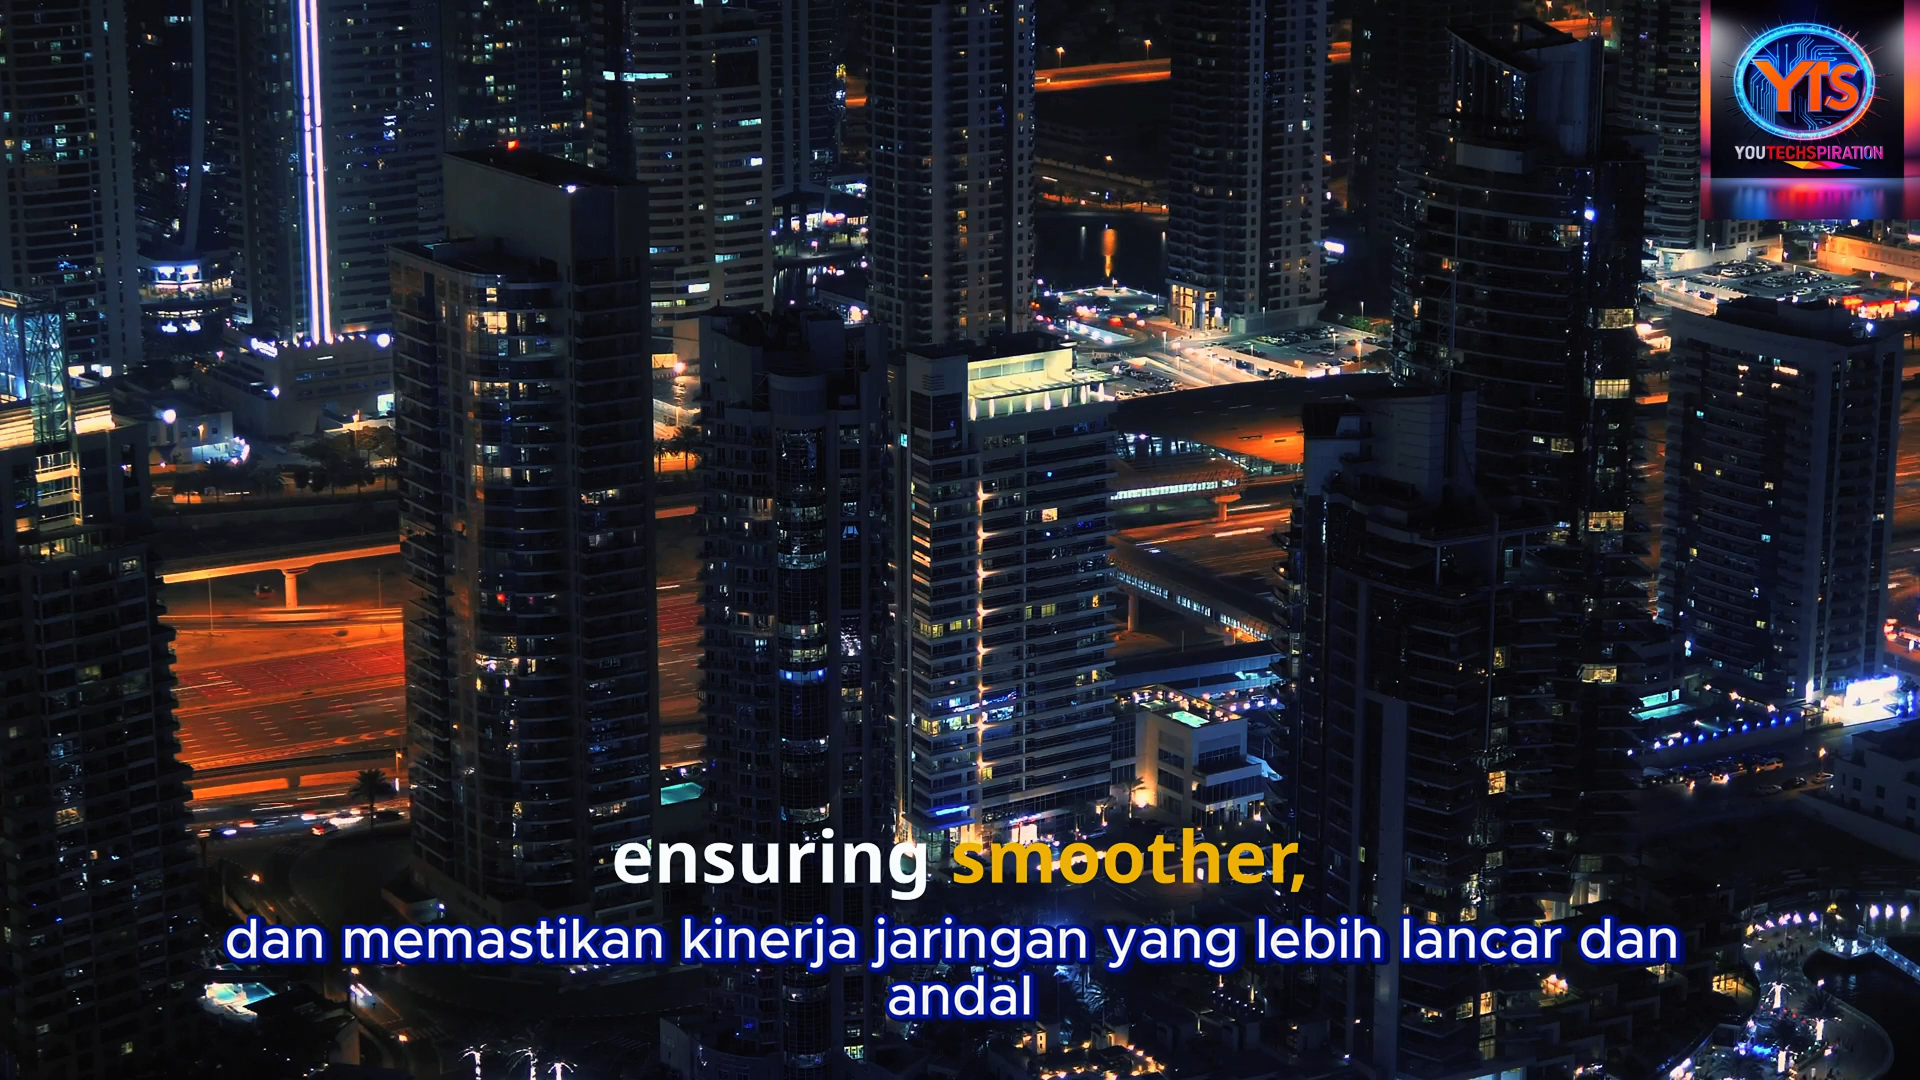 YTS
YOUTECHSPIRATION
ensuring smoother,
dan memastikan kinerja jaringan yang lebih lancar dan
andal